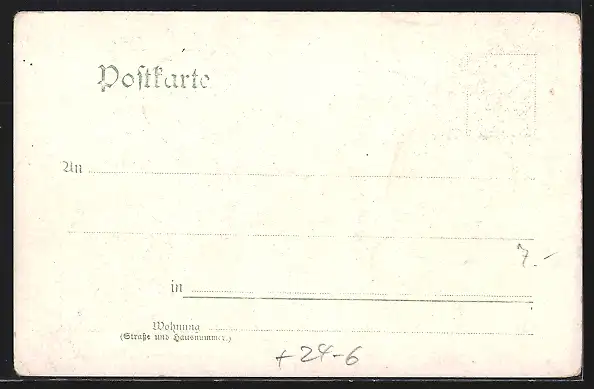 Postkarte
An
7.-
in
Wohnung
(Straße und Hausnummer.)
+ 24-6